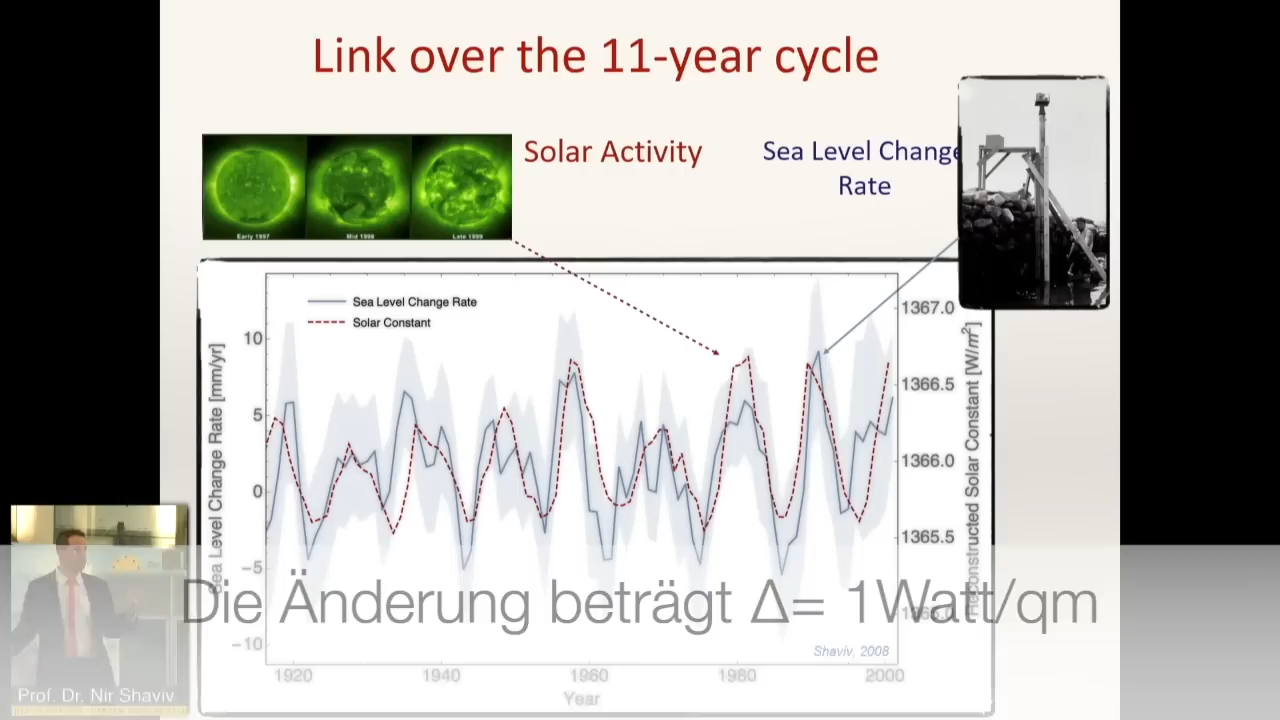 Link over the 11-year cycle
Solar Activity
Sea Level Change
Rate
Early 1997
Mid 1998
Late 1999
Sea Level Change Rate
Solar Constant
10
5
0
−5
−10
Sea Level Change Rate [mm/yr]
1367.0
1366.5
1366.0
1365.5
Reconstructed Solar Constant [W/m²]
Die Änderung beträgt Δ= 1Watt/qm
Shaviv, 2008
1920
1940
1960
1980
2000
Year
Prof. Dr. Nir Shaviv